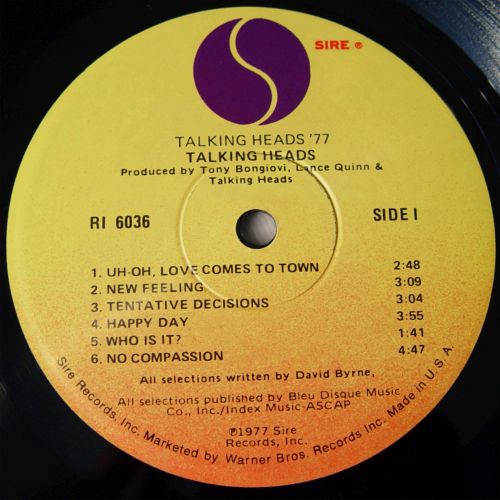 SIRE ®
TALKING HEADS '77
TALKING HEADS
Produced by Tony Bongiovi, Lance Quinn &
Talking Heads
RI 6036 SIDE I
1. UH-OH, LOVE COMES TO TOWN 2:48
2. NEW FEELING 3:09
3. TENTATIVE DECISIONS 3:04
4. HAPPY DAY 3:55
5. WHO IS IT? 1:41
6. NO COMPASSION 4:47
All selections written by David Byrne,
All selections published by Bleu Disque Music
Co., Inc./Index Music-ASCAP
℗1977 Sire
Records, Inc.
Sire Records, Inc. Marketed by Warner Bros. Records Inc. Made in U.S.A.